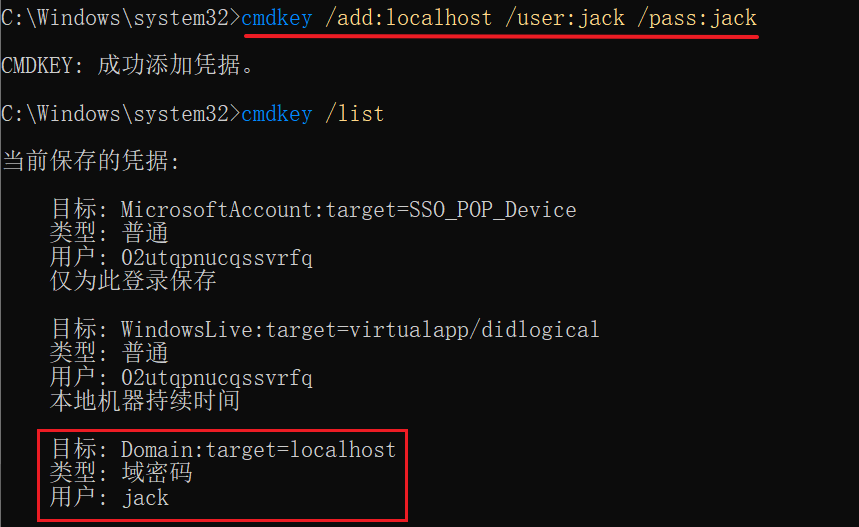 C:\Windows\system32>cmdkey /add:localhost /user:jack /pass:jack
CMDKEY: 成功添加凭据。
C:\Windows\system32>cmdkey /list
当前保存的凭据:
目标: MicrosoftAccount:target=SSO_POP_Device
类型: 普通
用户: 02utqpnucqssvrfq
仅为此登录保存
目标: WindowsLive:target=virtualapp/didlogical
类型: 普通
用户: 02utqpnucqssvrfq
本地机器持续时间
目标: Domain:target=localhost
类型: 域密码
用户: jack